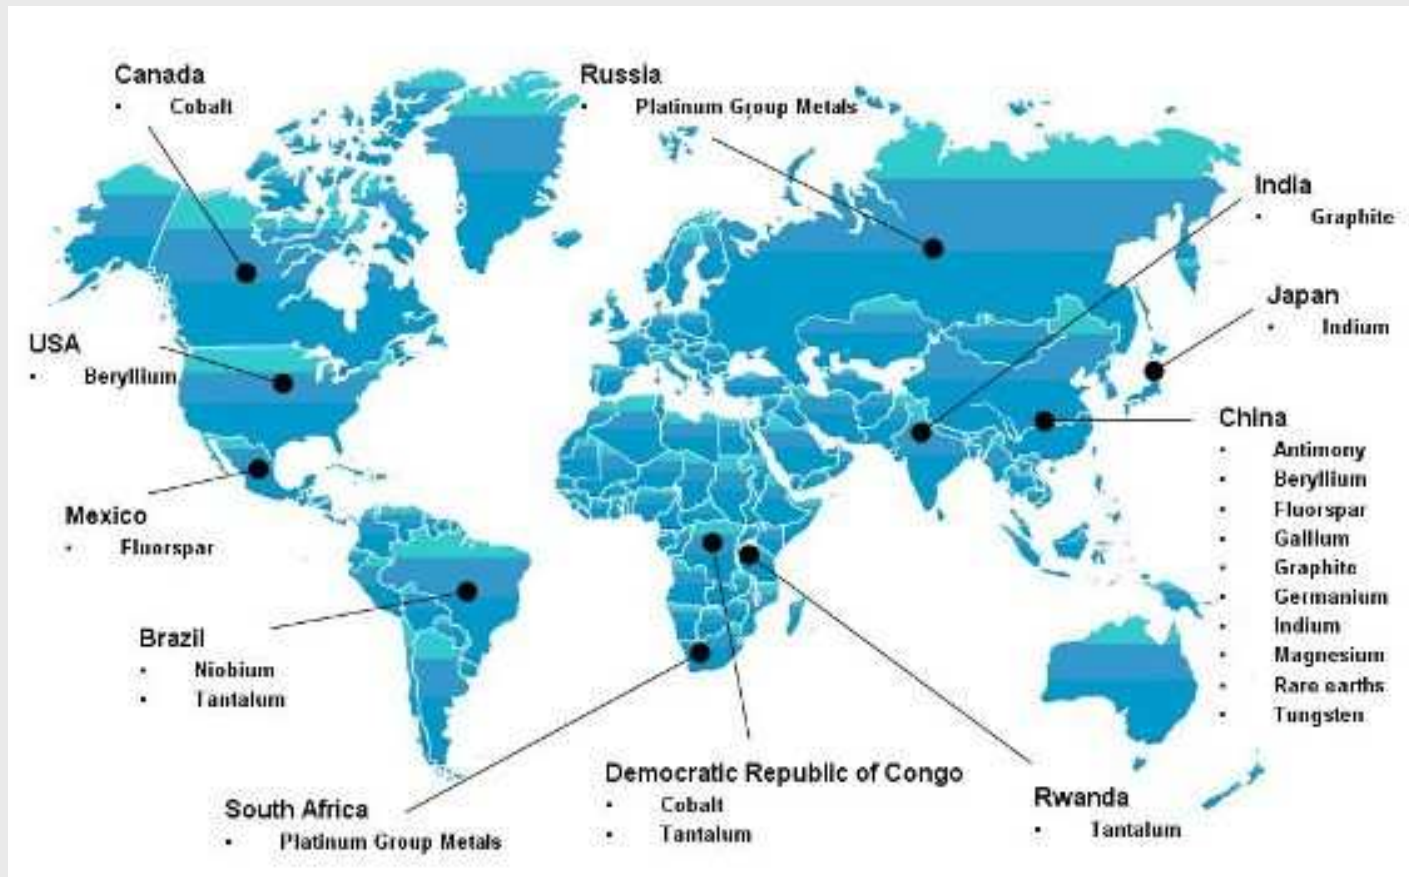 Canada
• Cobalt
Russia
• Platinum Group Metals
India
• Graphite
Japan
• Indium
USA
• Beryllium
China
• Antimony
• Beryllium
• Fluorspar
• Gallium
• Graphite
• Germanium
• Indium
• Magnesium
• Rare earths
• Tungsten
Mexico
• Fluorspar
Brazil
• Niobium
• Tantalum
South Africa
• Platinum Group Metals
Democratic Republic of Congo
• Cobalt
• Tantalum
Rwanda
• Tantalum